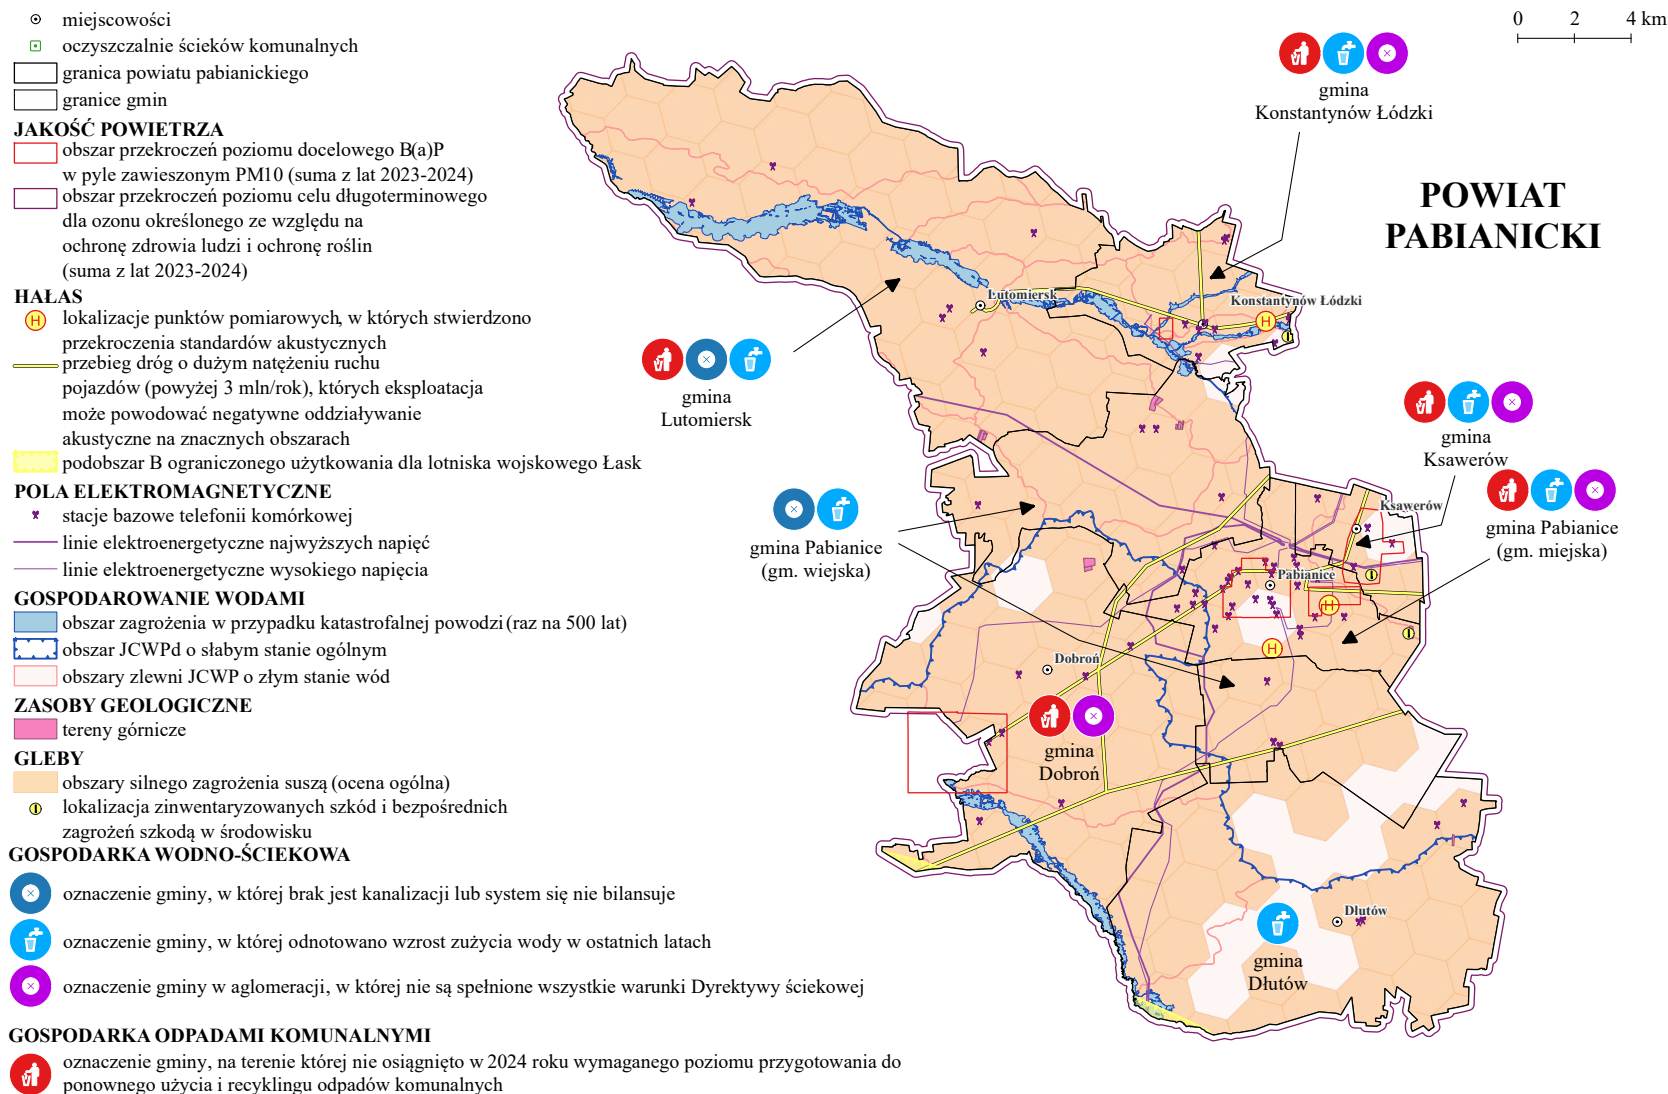 miejscowości
oczyszczalnie ścieków komunalnych
granica powiatu pabianickiego
granice gmin
JAKOŚĆ POWIETRZA
obszar przekroczeń poziomu docelowego B(a)P
w pyle zawieszonym PM10 (suma z lat 2023-2024)
obszar przekroczeń poziomu celu długoterminowego
dla ozonu określonego ze względu na
ochronę zdrowia ludzi i ochronę roślin
(suma z lat 2023-2024)
HAŁAS
H
lokalizacje punktów pomiarowych, w których stwierdzono
przekroczenia standardów akustycznych
przebieg dróg o dużym natężeniu ruchu
pojazdów (powyżej 3 mln/rok), których eksploatacja
może powodować negatywne oddziaływanie
akustyczne na znacznych obszarach
podobszar B ograniczonego użytkowania dla lotniska wojskowego Łask
POLA ELEKTROMAGNETYCZNE
stacje bazowe telefonii komórkowej
linie elektroenergetyczne najwyższych napięć
linie elektroenergetyczne wysokiego napięcia
GOSPODAROWANIE WODAMI
obszar zagrożenia w przypadku katastrofalnej powodzi (raz na 500 lat)
obszar JCWPd o słabym stanie ogólnym
obszary zlewni JCWP o złym stanie wód
ZASOBY GEOLOGICZNE
tereny górnicze
GLEBY
obszary silnego zagrożenia suszą (ocena ogólna)
lokalizacja zinwentaryzowanych szkód i bezpośrednich
zagrożeń szkodą w środowisku
GOSPODARKA WODNO-ŚCIEKOWA
oznaczenie gminy, w której brak jest kanalizacji lub system się nie bilansuje
oznaczenie gminy, w której odnotowano wzrost zużycia wody w ostatnich latach
oznaczenie gminy w aglomeracji, w której nie są spełnione wszystkie warunki Dyrektywy ściekowej
GOSPODARKA ODPADAMI KOMUNALNYMI
oznaczenie gminy, na terenie której nie osiągnięto w 2024 roku wymaganego poziomu przygotowania do
ponownego użycia i recyklingu odpadów komunalnych
0 2 4 km
POWIAT
PABIANICKI
gmina
Konstantynów Łódzki
Lutomiersk
Konstantynów Łódzki
H
gmina
Lutomiersk
gmina
Ksawerów
Ksawerów
gmina Pabianice
(gm. miejska)
gmina Pabianice
(gm. wiejska)
Pabianice
H
H
Dobroń
gmina
Dobroń
Dłutów
gmina
Dłutów